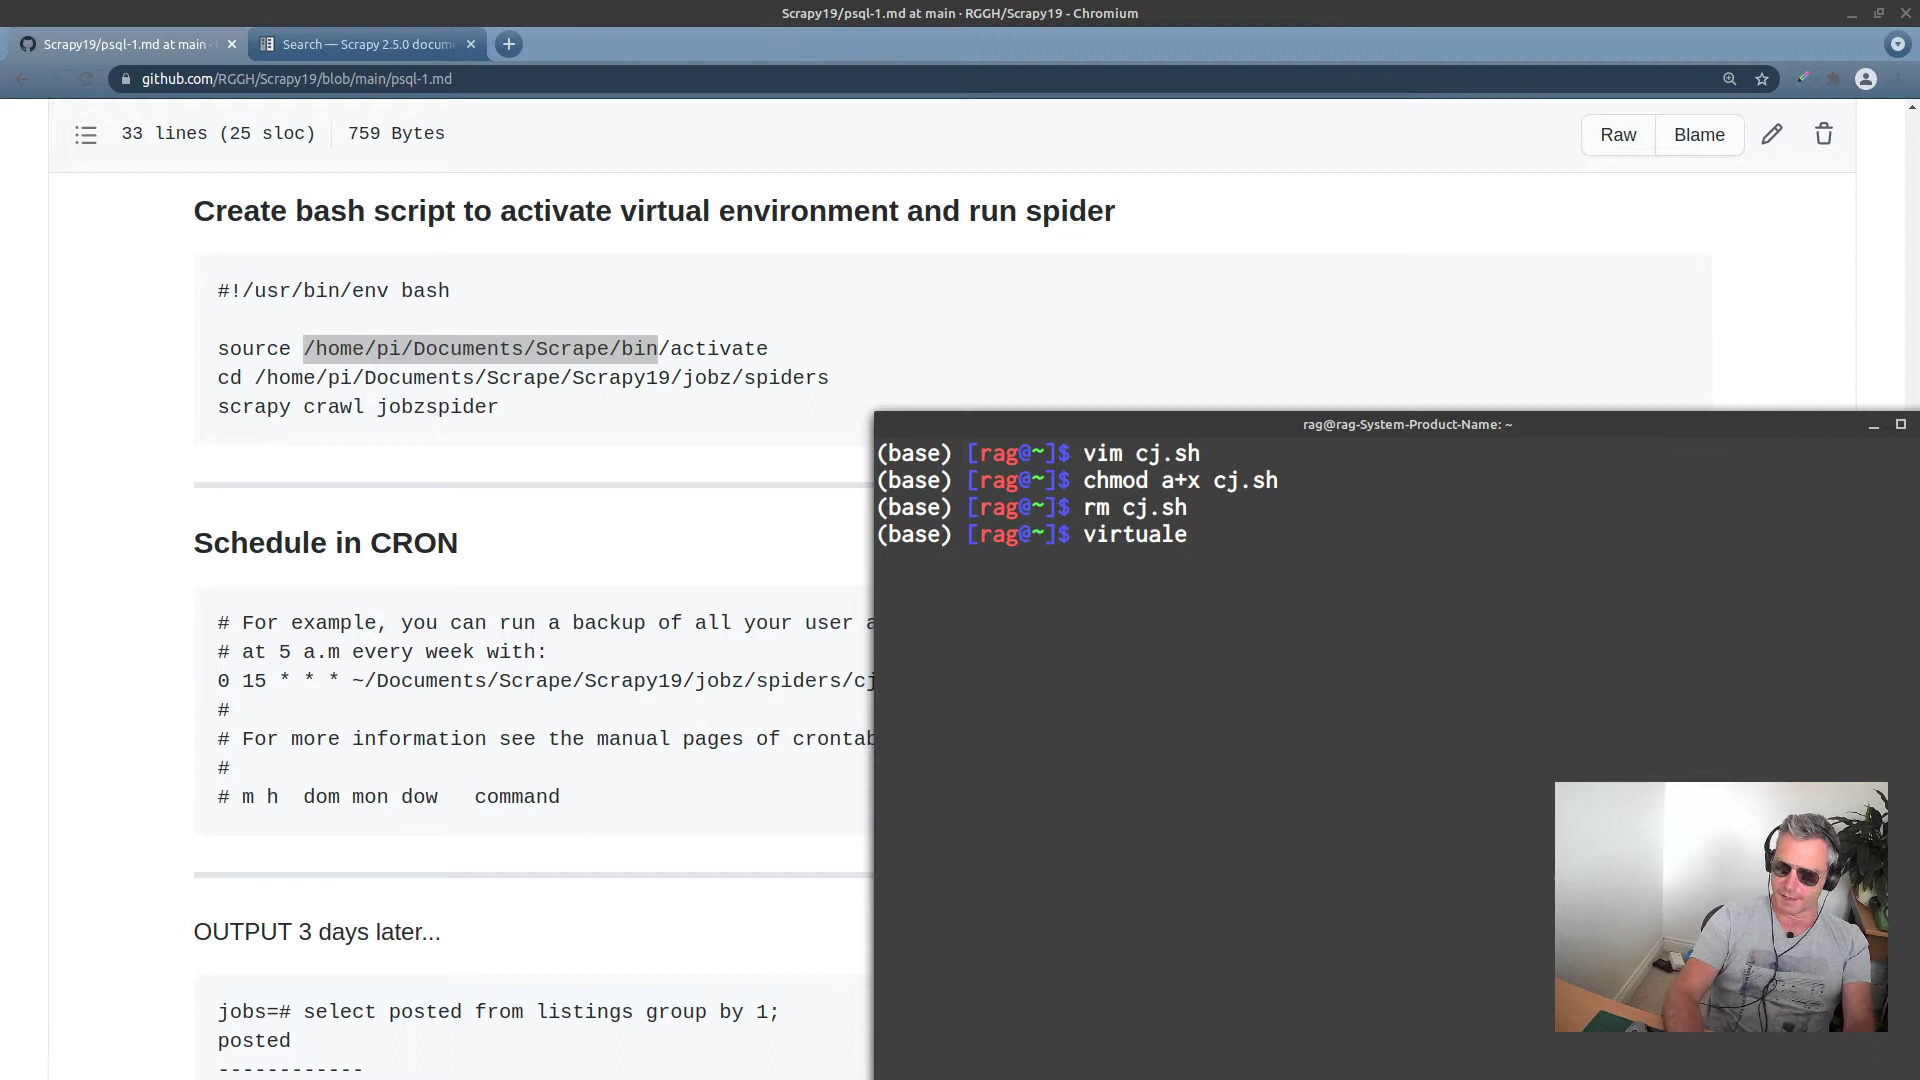 Scrapy19/psql-1.md at main · RGGH/Scrapy19 - Chromium
Scrapy19/psql-1.md at main ·
Search — Scrapy 2.5.0 docum
github.com/RGGH/Scrapy19/blob/main/psql-1.md
33 lines (25 sloc) 759 Bytes
Raw Blame
Create bash script to activate virtual environment and run spider
#!/usr/bin/env bash
source /home/pi/Documents/Scrape/bin/activate
cd /home/pi/Documents/Scrape/Scrapy19/jobz/spiders
scrapy crawl jobzspider
Schedule in CRON
# For example, you can run a backup of all your user a
# at 5 a.m every week with:
0 15 * * * ~/Documents/Scrape/Scrapy19/jobz/spiders/cj
#
# For more information see the manual pages of crontab
#
# m h  dom mon dow   command
OUTPUT 3 days later...
jobs=# select posted from listings group by 1;
posted
------------
rag@rag-System-Product-Name: ~
(base) [rag@~]$ vim cj.sh
(base) [rag@~]$ chmod a+x cj.sh
(base) [rag@~]$ rm cj.sh
(base) [rag@~]$ virtuale